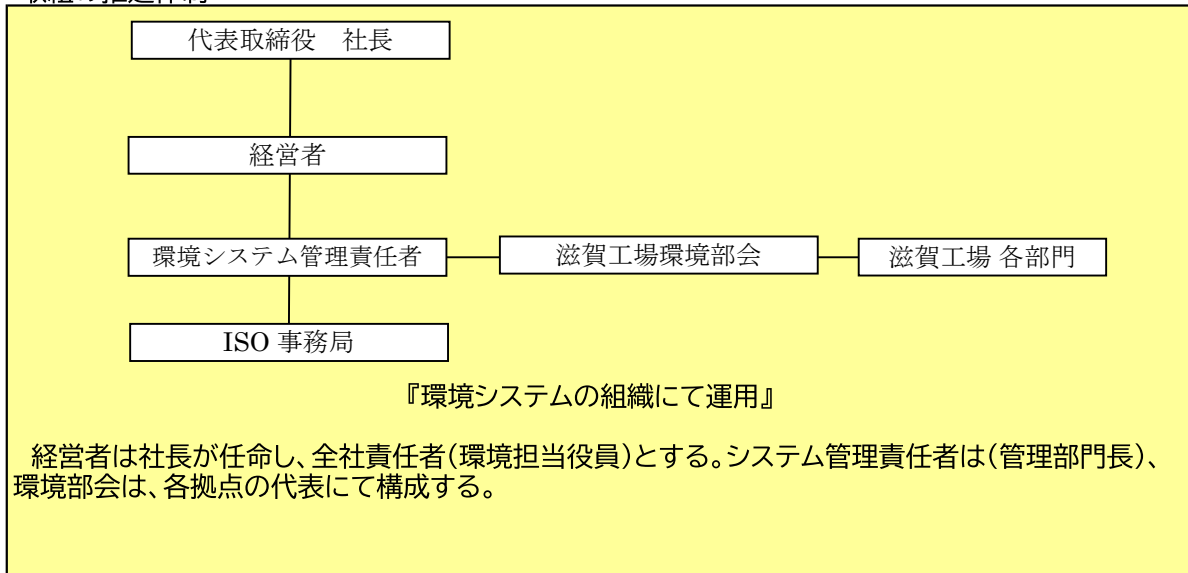 代表取締役　社長
経営者
環境システム管理責任者 滋賀工場環境部会 滋賀工場 各部門
ISO 事務局
『環境システムの組織にて運用』
経営者は社長が任命し、全社責任者(環境担当役員)とする。システム管理責任者は(管理部門長)、
環境部会は、各拠点の代表にて構成する。